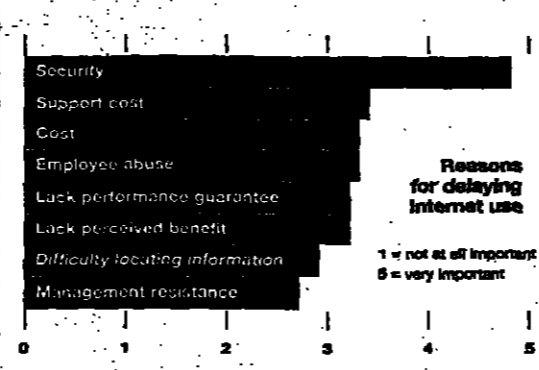 Security
Support cost
Cost
Employee abuse
Lack performance guarantee
Lack perceived benefit
Difficulty locating information
Management resistance
Reasons
for delaying
Internet use
1 = not at all important
5 = very important
0 1 2 3 4 5